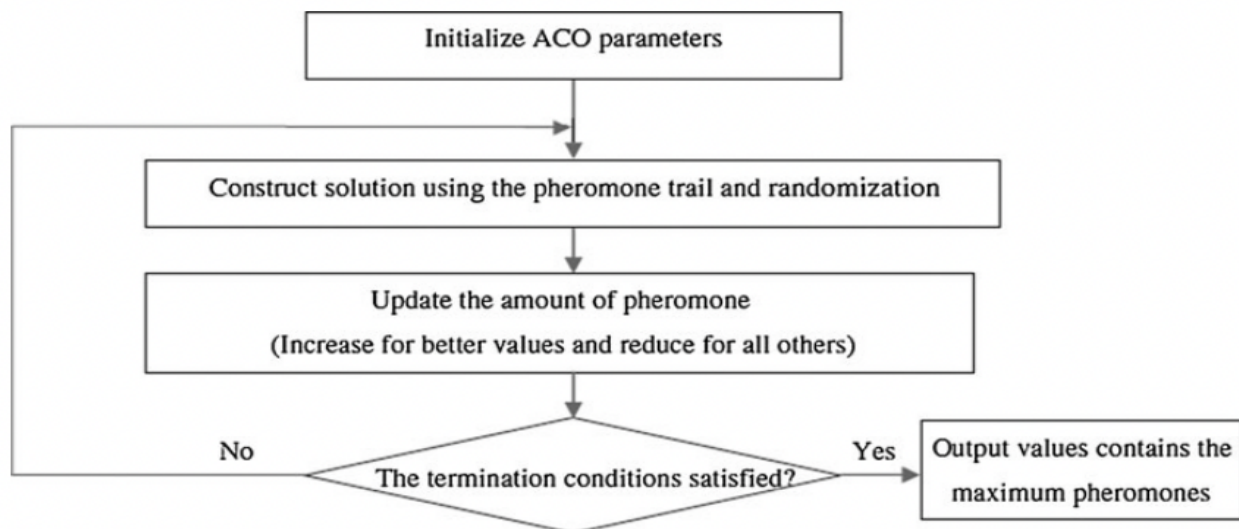 Initialize ACO parameters
Construct solution using the pheromone trail and randomization
Update the amount of pheromone
(Increase for better values and reduce for all others)
No
The termination conditions satisfied?
Yes
Output values contains the
maximum pheromones